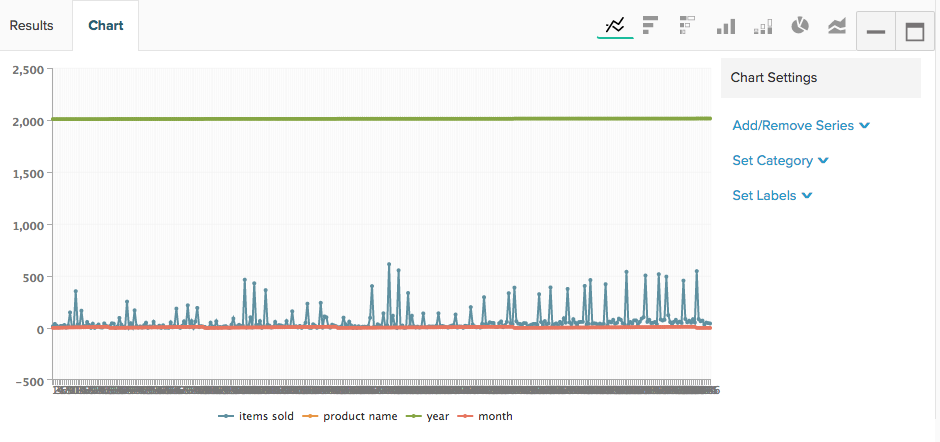 Results Chart
2,500
Chart Settings
2,000
Add/Remove Series
1,500
Set Category
1,000
Set Labels
500
0
−500
items sold product name year month